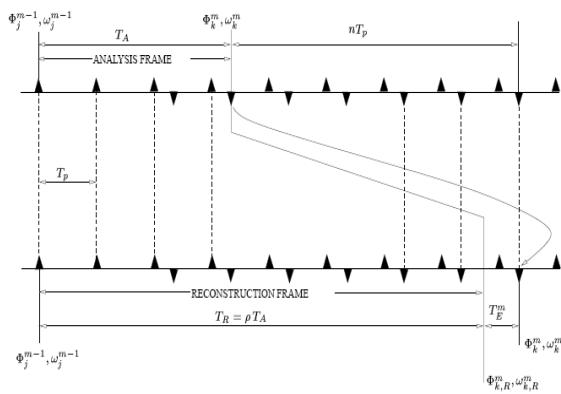 Φ_j^{m-1}, ω_j^{m-1}
Φ_k^m, ω_k^m
T_A
nT_p
ANALYSIS FRAME
T_p
RECONSTRUCTION FRAME
T_R = ρ T_A
T_E^m
Φ_j^{m-1}, ω_j^{m-1}
Φ_k^m, ω_k^m
Φ_{k,R}^m, ω_{k,R}^m